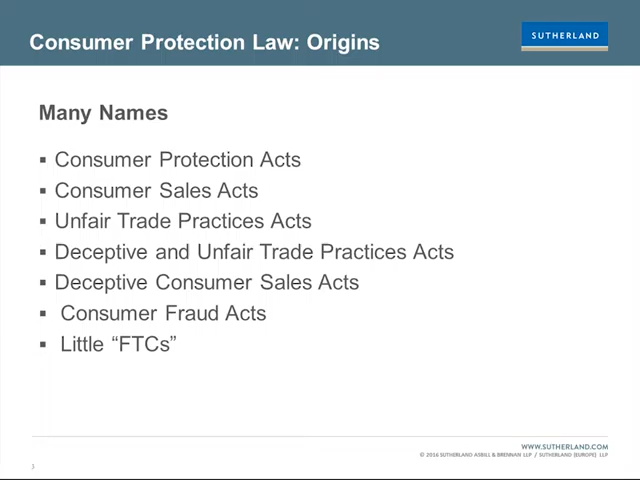 Consumer Protection Law: Origins
SUTHERLAND
Many Names
▪ Consumer Protection Acts
▪ Consumer Sales Acts
▪ Unfair Trade Practices Acts
▪ Deceptive and Unfair Trade Practices Acts
▪ Deceptive Consumer Sales Acts
▪ Consumer Fraud Acts
▪ Little “FTCs”
WWW.SUTHERLAND.COM
© 2016 SUTHERLAND ASBILL & BRENNAN LLP / SUTHERLAND (EUROPE) LLP
3